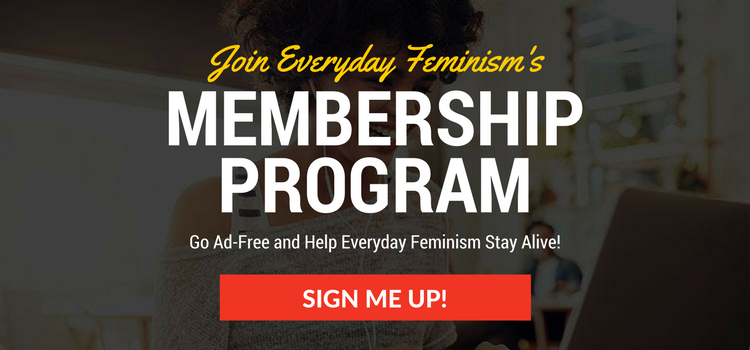 Join Everyday Feminism's
MEMBERSHIP
PROGRAM
Go Ad-Free and Help Everyday Feminism Stay Alive!
SIGN ME UP!